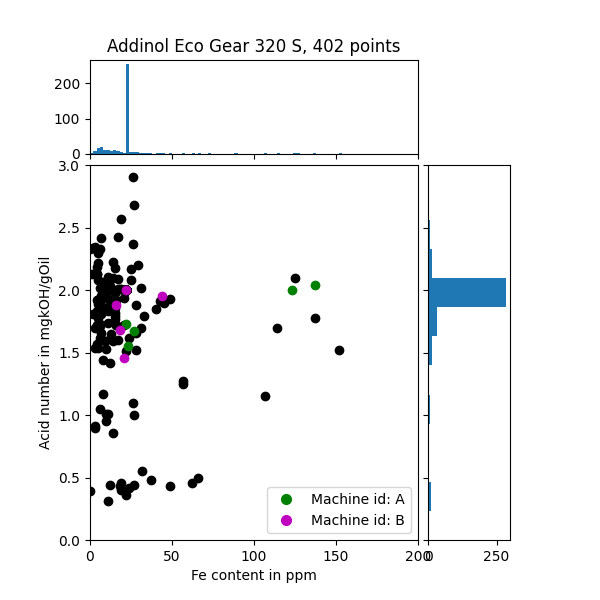 Addinol Eco Gear 320 S, 402 points
200
100
0
3.0
2.5
2.0
1.5
1.0
0.5
0.0
Acid number in mgkOH/gOil
Machine id: A
Machine id: B
0 50 100 150 200 0 250
Fe content in ppm